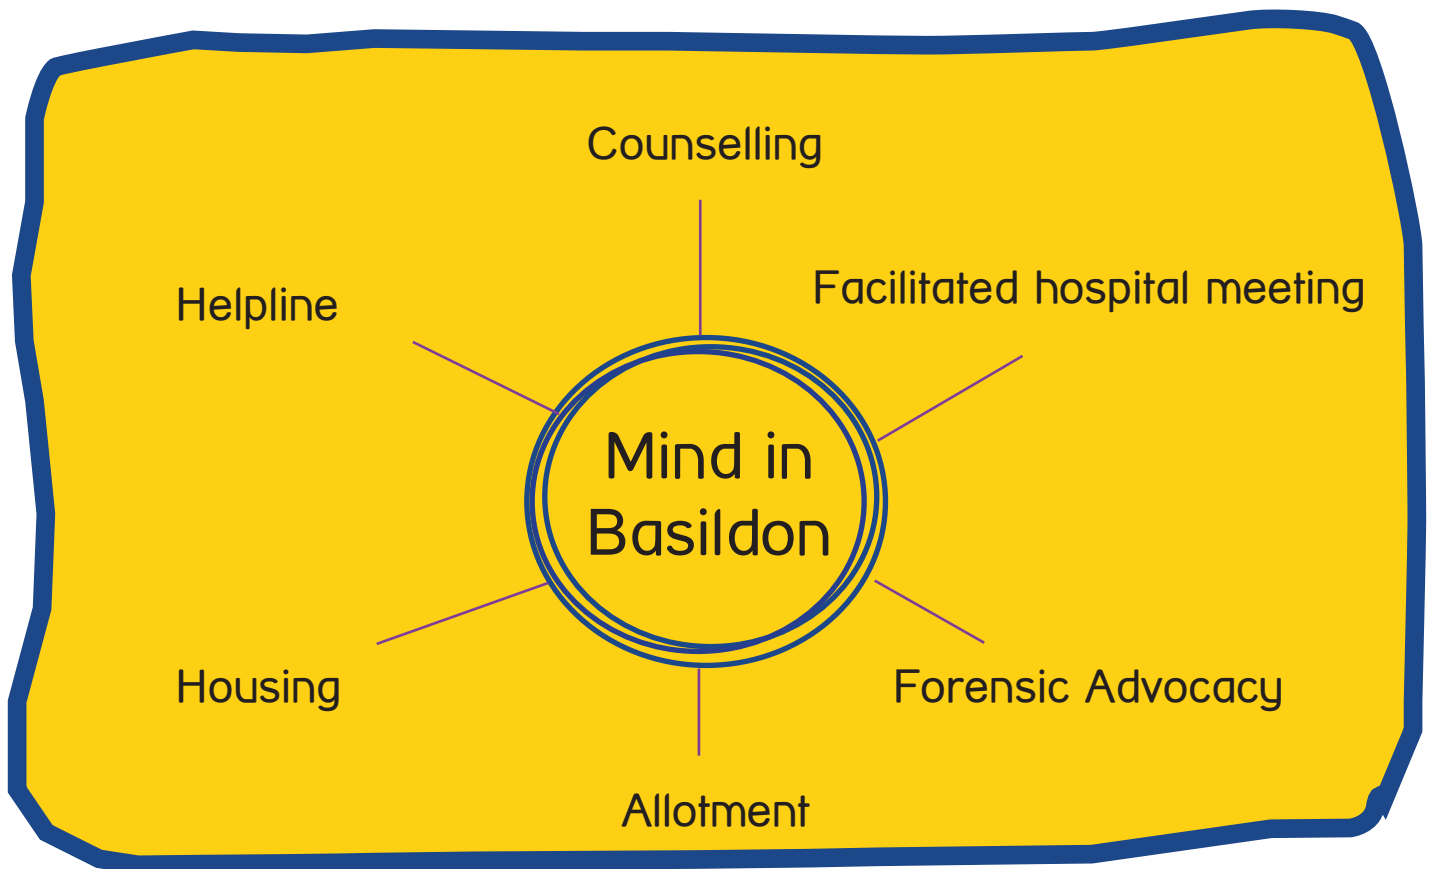 Counselling
Helpline
Facilitated hospital meeting
Mind in
Basildon
Housing
Forensic Advocacy
Allotment